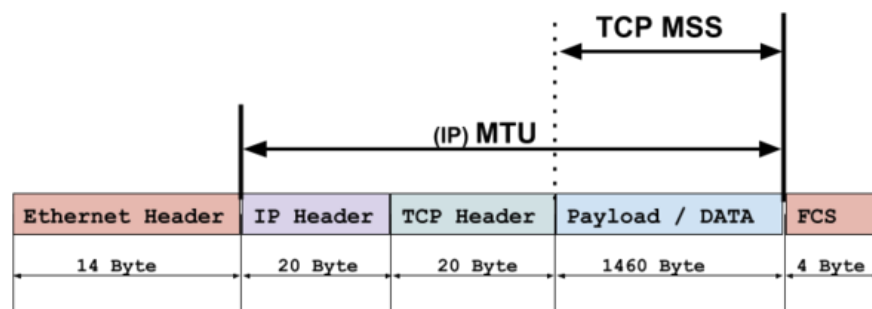 TCP MSS
(IP) MTU
Ethernet Header IP Header TCP Header Payload / DATA FCS
14 Byte 20 Byte 20 Byte 1460 Byte 4 Byte